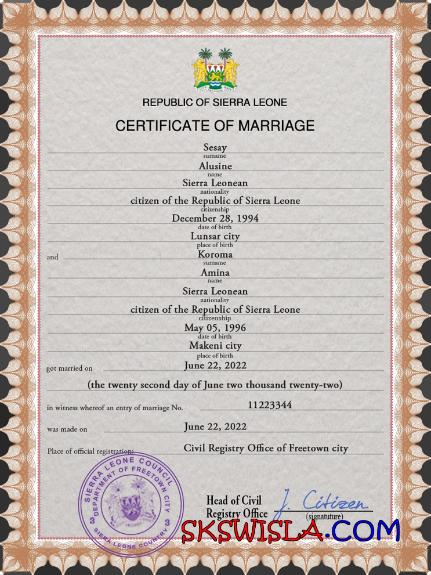 REPUBLIC OF SIERRA LEONE
CERTIFICATE OF MARRIAGE
Sesay
surname
Alusine
name
Sierra Leonean
nationality
citizen of the Republic of Sierra Leone
citizenship
December 28, 1994
date of birth
Lunsar city
place of birth
and Koroma
surname
Amina
name
Sierra Leonean
nationality
citizen of the Republic of Sierra Leone
citizenship
May 05, 1996
date of birth
Makeni city
place of birth
got married on June 22, 2022
(the twenty second day of June two thousand twenty-two)
in witness whereof an entry of marriage No. 11223344
was made on June 22, 2022
Place of official registration: Civil Registry Office of Freetown city
SIERRA LEONE COUNCIL
DEPARTMENT OF FREETOWN CITY
SIERRA LEONE COUNCIL
Head of Civil
Registry Office
J. Citizen
(signature)
SKSWISLA.COM